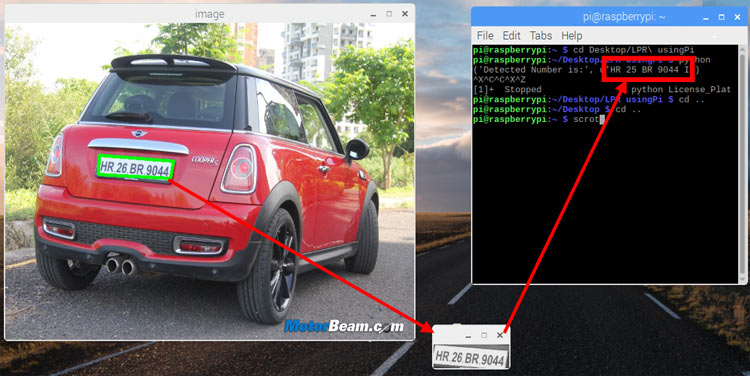 image
COOPER S
HR 26 BR 9044
MotorBeam.com
HR 26 BR 9044
pi@raspberrypi: ~
File Edit Tabs Help
pi@raspberrypi:~ $ cd Desktop/LPR\ usingPi
pi@raspberrypi:~/Desktop/LPR usingPi $ python
('Detected Number is:', u'HR 25 BR 9044 I')
^X^C^C^X^Z
[1]+ Stopped python License_Plat
pi@raspberrypi:~/Desktop/LPR usingPi $ cd ..
pi@raspberrypi:~/Desktop $ cd ..
pi@raspberrypi:~ $ scrot